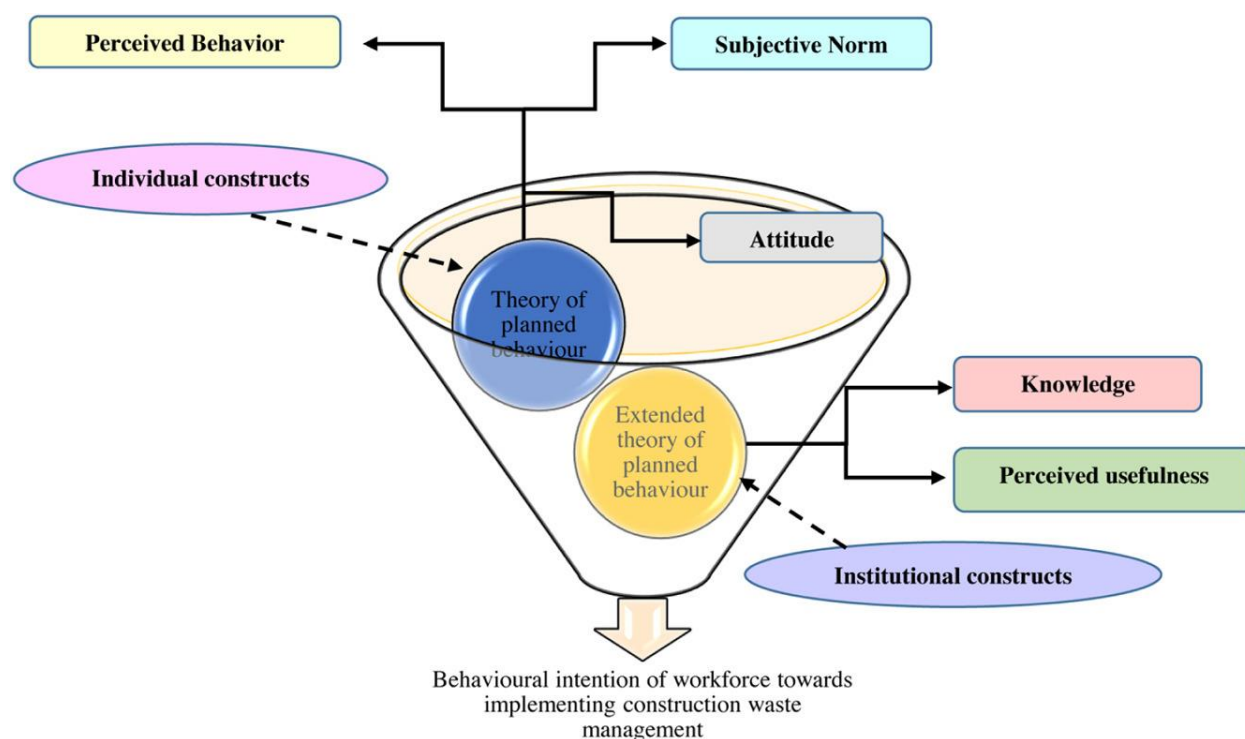 Perceived Behavior
Subjective Norm
Individual constructs
Attitude
Theory of
planned
behaviour
Knowledge
Extended
theory of
planned
behaviour
Perceived usefulness
Institutional constructs
Behavioural intention of workforce towards
implementing construction waste
management